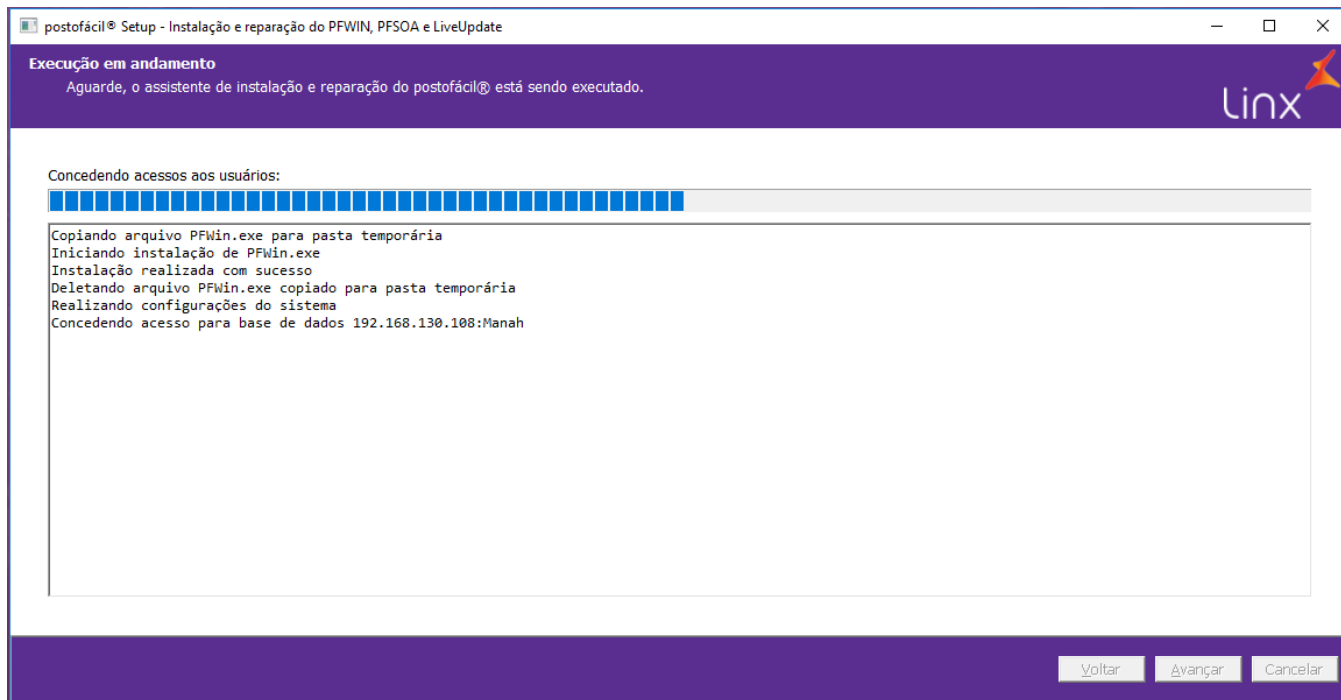 postofácil® Setup - Instalação e reparação do PFWIN, PFSOA e LiveUpdate
Execução em andamento
Aguarde, o assistente de instalação e reparação do postofácil® está sendo executado.
Linx
Concedendo acessos aos usuários:
Copiando arquivo PFWin.exe para pasta temporária
Iniciando instalação de PFWin.exe
Instalação realizada com sucesso
Deletando arquivo PFWin.exe copiado para pasta temporária
Realizando configurações do sistema
Concedendo acesso para base de dados 192.168.130.108:Manah
Voltar
Avançar
Cancelar